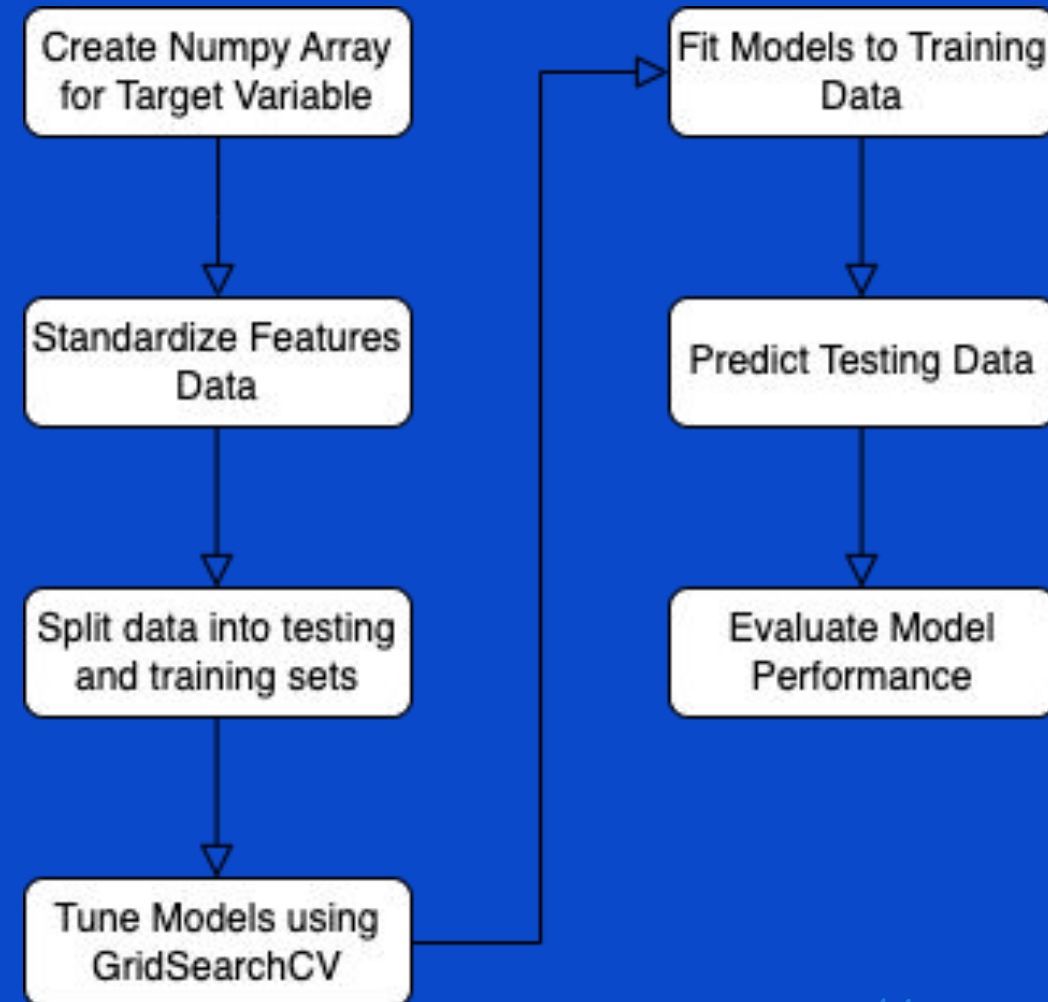 Create Numpy Array
for Target Variable
Standardize Features
Data
Split data into testing
and training sets
Tune Models using
GridSearchCV
Fit Models to Training
Data
Predict Testing Data
Evaluate Model
Performance